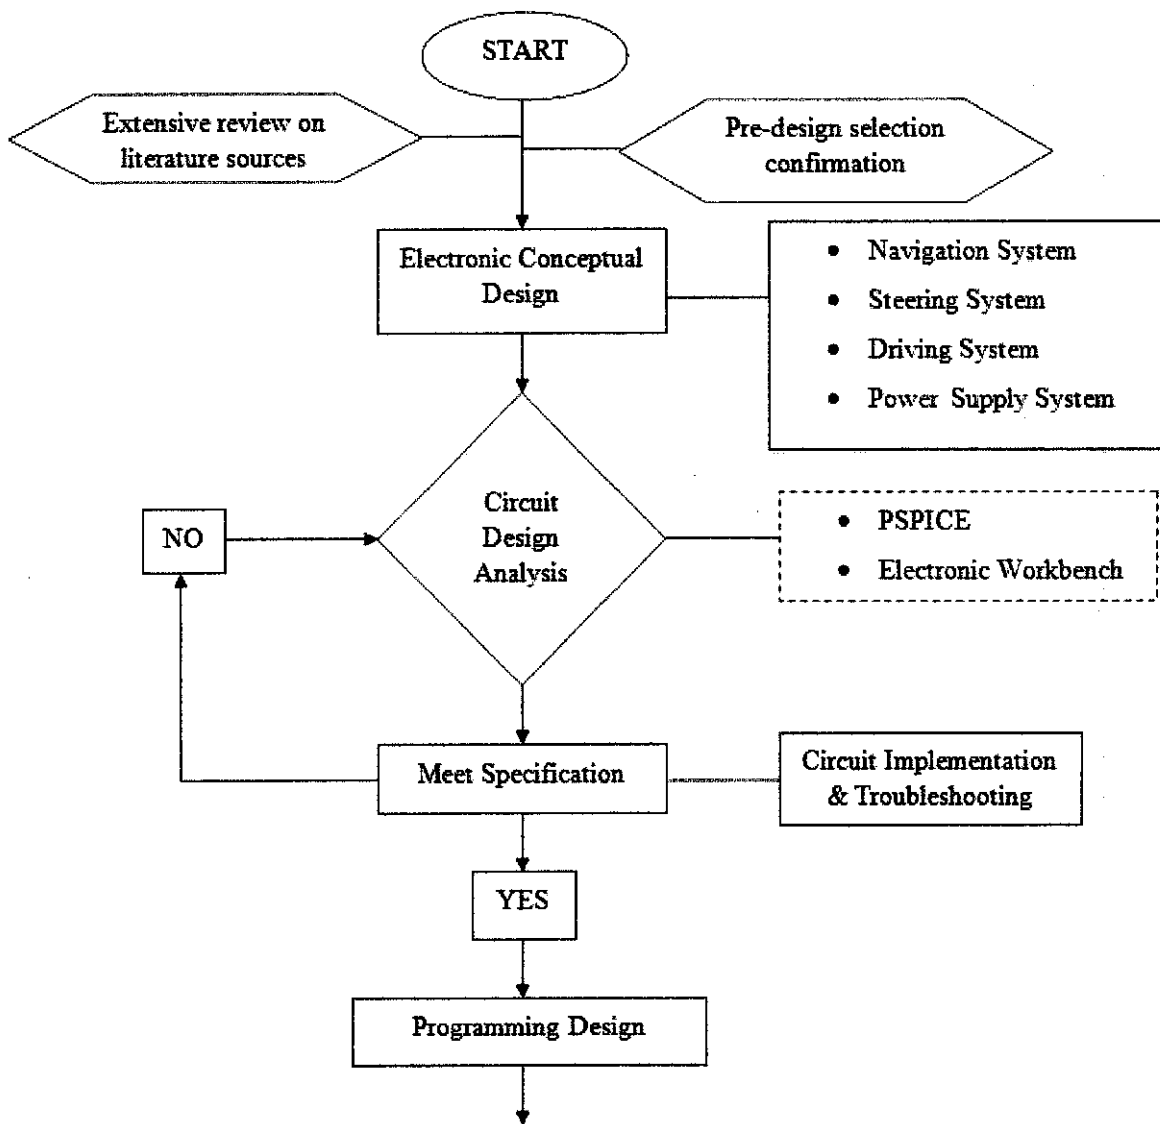 START
Extensive review on
literature sources
Pre-design selection
confirmation
Electronic Conceptual
Design
• Navigation System
• Steering System
• Driving System
• Power Supply System
Circuit
Design
Analysis
NO
• PSPICE
• Electronic Workbench
Meet Specification
Circuit Implementation
& Troubleshooting
YES
Programming Design